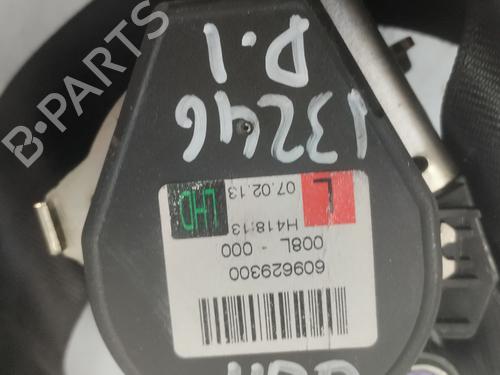 609629300
008L - 000
H418:13
L
07.02.13
LHD
13246
D.1
B-PARTS